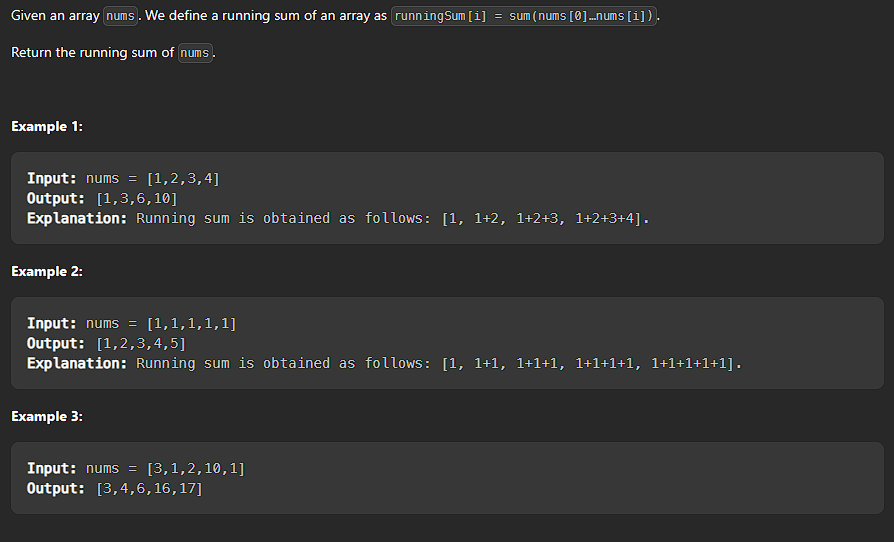 Given an array nums. We define a running sum of an array as runningSum[i] = sum(nums[0]…nums[i]).
Return the running sum of nums.
Example 1:
Input: nums = [1,2,3,4]
Output: [1,3,6,10]
Explanation: Running sum is obtained as follows: [1, 1+2, 1+2+3, 1+2+3+4].
Example 2:
Input: nums = [1,1,1,1,1]
Output: [1,2,3,4,5]
Explanation: Running sum is obtained as follows: [1, 1+1, 1+1+1, 1+1+1+1, 1+1+1+1+1].
Example 3:
Input: nums = [3,1,2,10,1]
Output: [3,4,6,16,17]